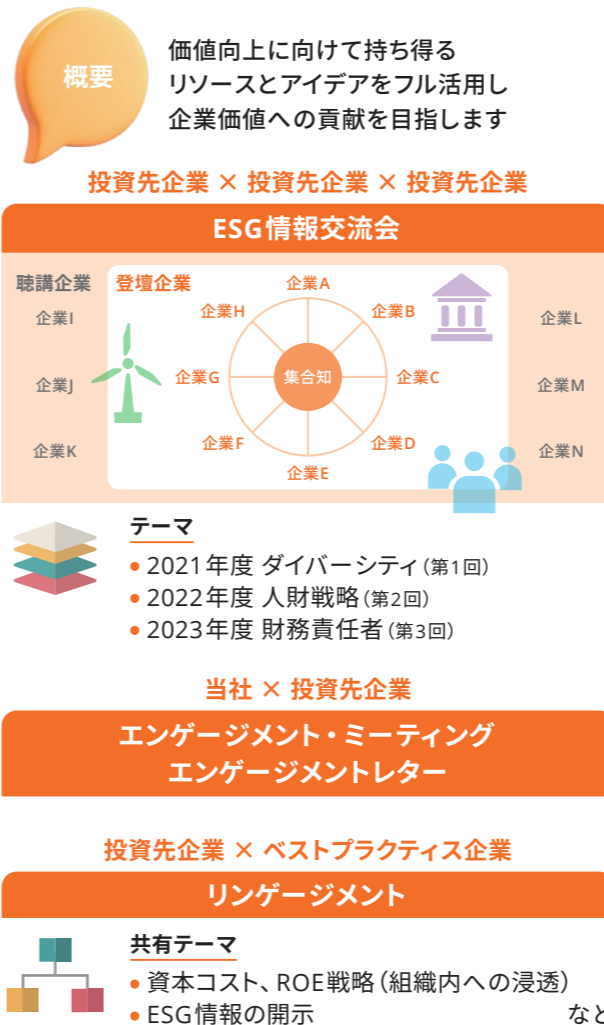 概要
価値向上に向けて持ち得る
リソースとアイデアをフル活用し
企業価値への貢献を目指します
投資先企業 × 投資先企業 × 投資先企業
ESG情報交流会
聴講企業
企業I
企業J
企業K
登壇企業
企業A
企業B
企業C
企業D
企業E
企業F
企業G
企業H
集合知
企業L
企業M
企業N
テーマ
• 2021年度 ダイバーシティ（第1回）
• 2022年度 人財戦略（第2回）
• 2023年度 財務責任者（第3回）
当社 × 投資先企業
エンゲージメント・ミーティング
エンゲージメントレター
投資先企業 × ベストプラクティス企業
リンゲージメント
共有テーマ
• 資本コスト、ROE戦略（組織内への浸透）
• ESG情報の開示 など